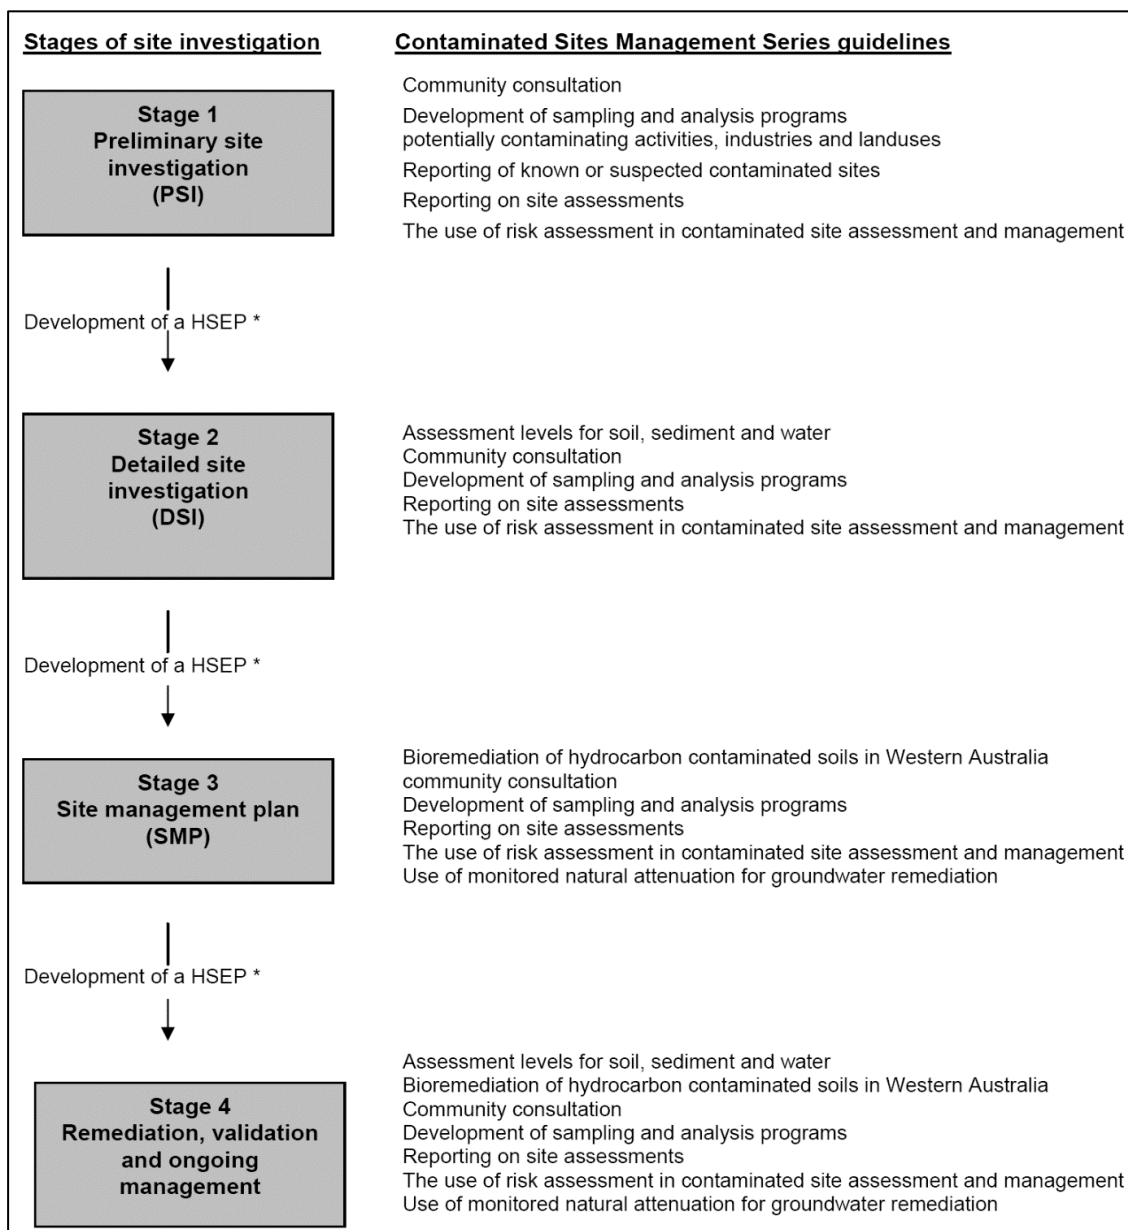 Stages of site investigation
Contaminated Sites Management Series guidelines
Stage 1
Preliminary site
investigation
(PSI)
Community consultation
Development of sampling and analysis programs
potentially contaminating activities, industries and landuses
Reporting of known or suspected contaminated sites
Reporting on site assessments
The use of risk assessment in contaminated site assessment and management
Development of a HSEP *
Stage 2
Detailed site
investigation
(DSI)
Assessment levels for soil, sediment and water
Community consultation
Development of sampling and analysis programs
Reporting on site assessments
The use of risk assessment in contaminated site assessment and management
Development of a HSEP *
Stage 3
Site management plan
(SMP)
Bioremediation of hydrocarbon contaminated soils in Western Australia
community consultation
Development of sampling and analysis programs
Reporting on site assessments
The use of risk assessment in contaminated site assessment and management
Use of monitored natural attenuation for groundwater remediation
Development of a HSEP *
Stage 4
Remediation, validation
and ongoing
management
Assessment levels for soil, sediment and water
Bioremediation of hydrocarbon contaminated soils in Western Australia
Community consultation
Development of sampling and analysis programs
Reporting on site assessments
The use of risk assessment in contaminated site assessment and management
Use of monitored natural attenuation for groundwater remediation